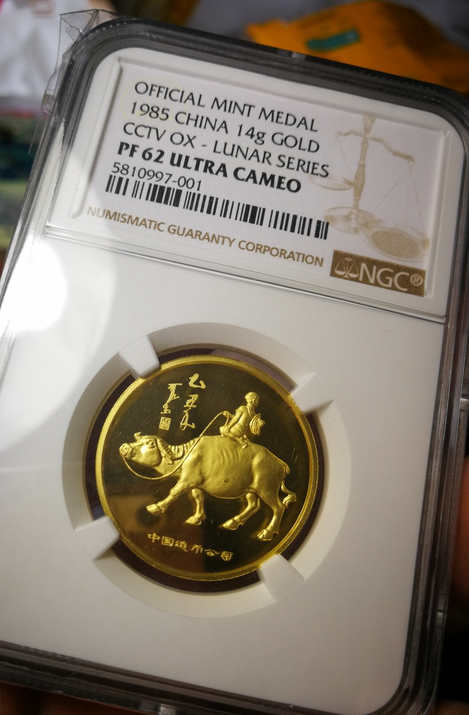 OFFICIAL MINT MEDAL
1985 CHINA 14g GOLD
CCTV OX - LUNAR SERIES
PF 62 ULTRA CAMEO
5810997-001
NUMISMATIC GUARANTY CORPORATION
NGC®
乙丑年
中国造币公司